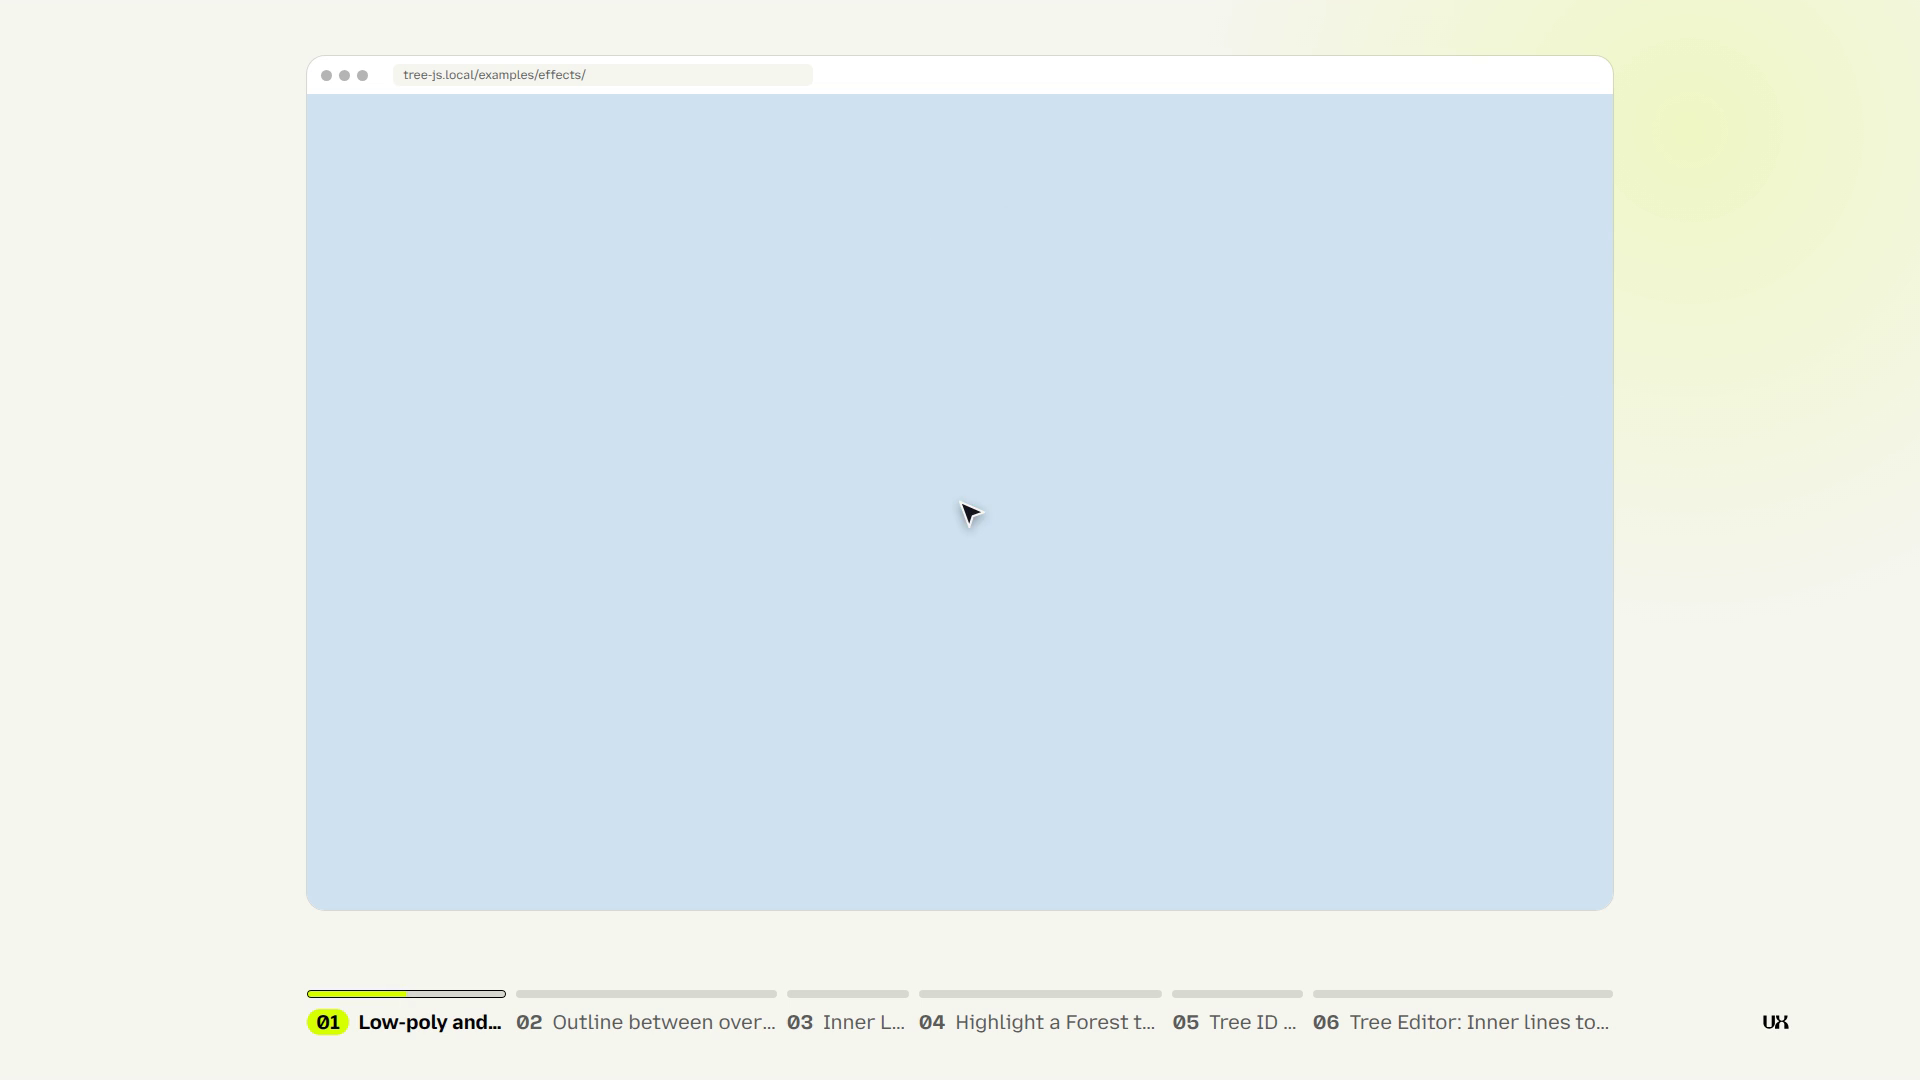 tree-js.local/examples/effects/
01 Low-poly and...
02 Outline between over...
03 Inner L...
04 Highlight a Forest t...
05 Tree ID ...
06 Tree Editor: Inner lines to...
UX